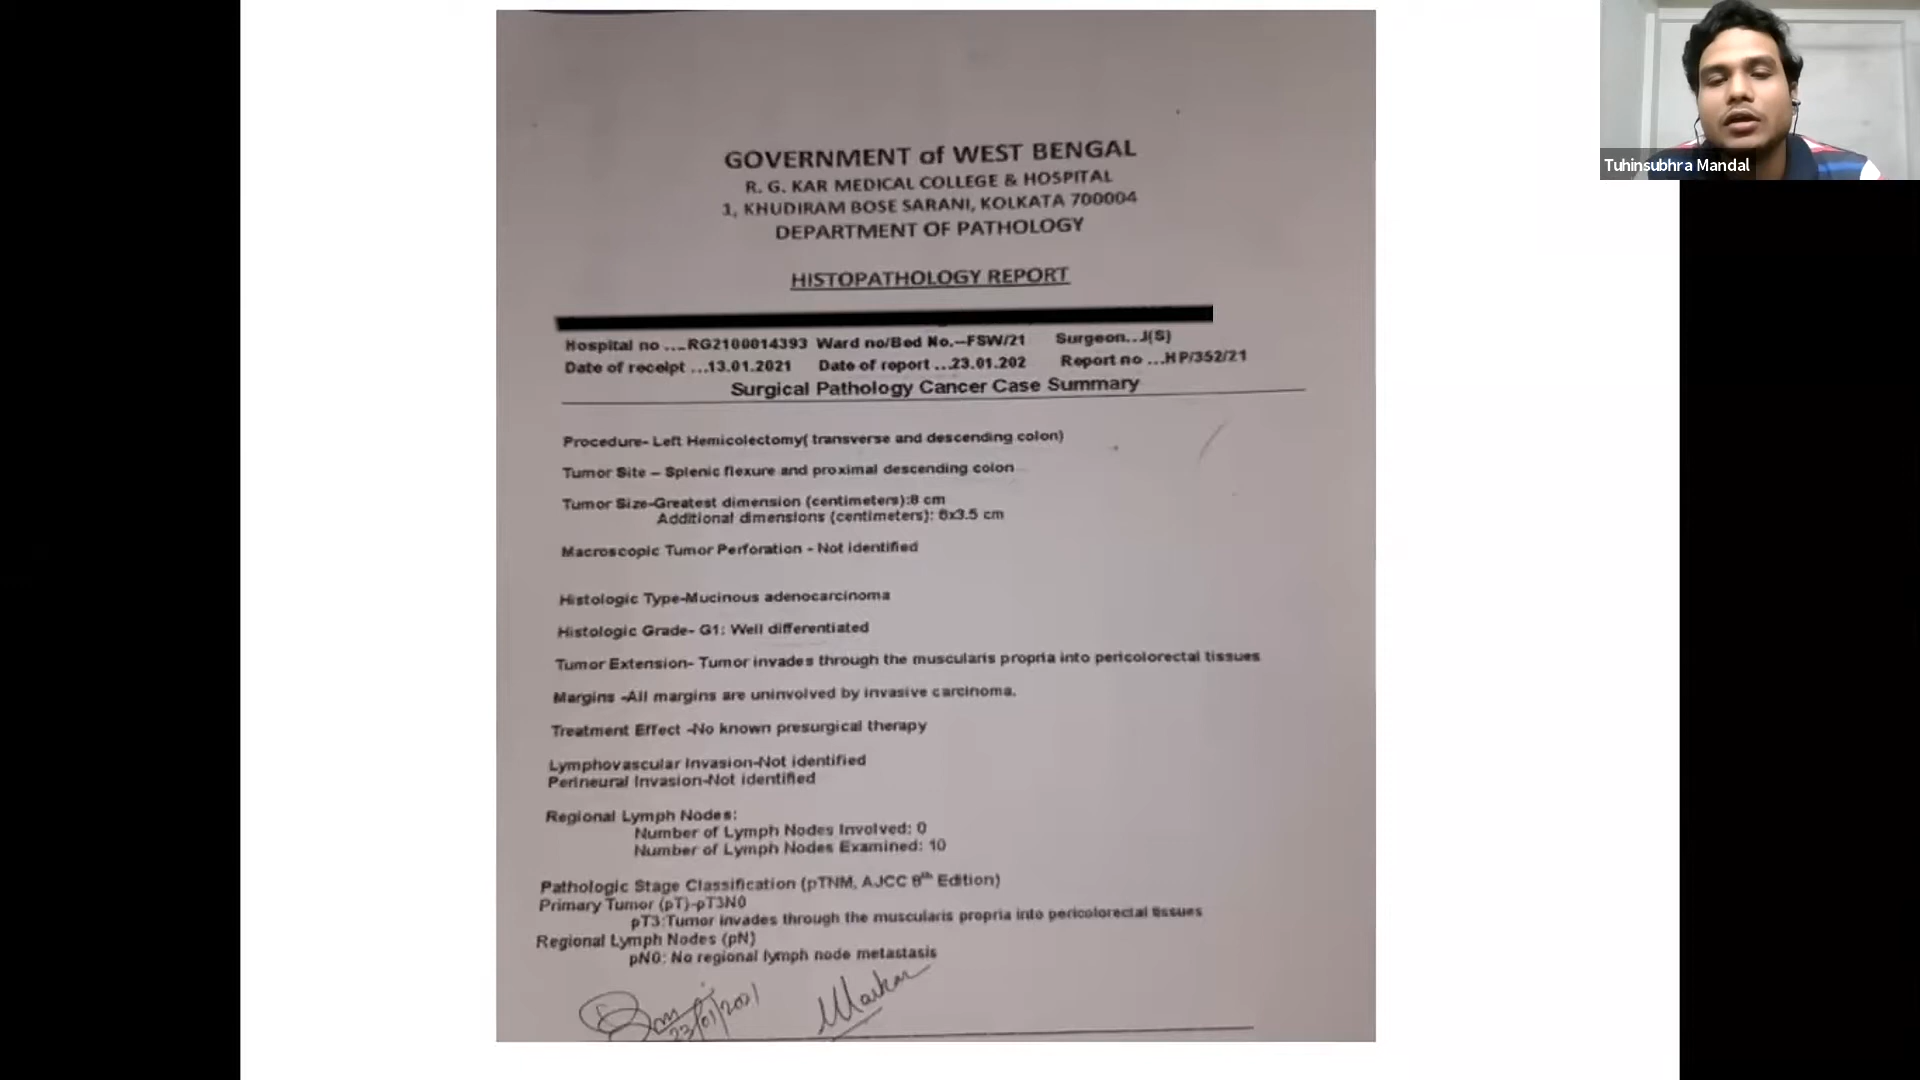 GOVERNMENT of WEST BENGAL
R. G. KAR MEDICAL COLLEGE & HOSPITAL
1, KHUDIRAM BOSE SARANI, KOLKATA 700004
DEPARTMENT OF PATHOLOGY
HISTOPATHOLOGY REPORT
Hospital no ....RG2100014393 Ward no/Bed No.--FSW/21 Surgeon...J(S)
Date of receipt ...13.01.2021 Date of report ...23.01.202 Report no ...HP/352/21
Surgical Pathology Cancer Case Summary
Procedure- Left Hemicolectomy( transverse and descending colon)
Tumor Site – Splenic flexure and proximal descending colon
Tumor Size-Greatest dimension (centimeters):8 cm
Additional dimensions (centimeters): 6x3.5 cm
Macroscopic Tumor Perforation - Not identified
Histologic Type-Mucinous adenocarcinoma
Histologic Grade- G1: Well differentiated
Tumor Extension- Tumor invades through the muscularis propria into pericolorectal tissues
Margins -All margins are uninvolved by invasive carcinoma.
Treatment Effect -No known presurgical therapy
Lymphovascular Invasion-Not identified
Perineural Invasion-Not identified
Regional Lymph Nodes:
Number of Lymph Nodes Involved: 0
Number of Lymph Nodes Examined: 10
Pathologic Stage Classification (pTNM, AJCC 8th Edition)
Primary Tumor (pT)-pT3N0
pT3:Tumor invades through the muscularis propria into pericolorectal tissues
Regional Lymph Nodes (pN)
pN0: No regional lymph node metastasis
23/01/2021
Tuhinsubhra Mandal